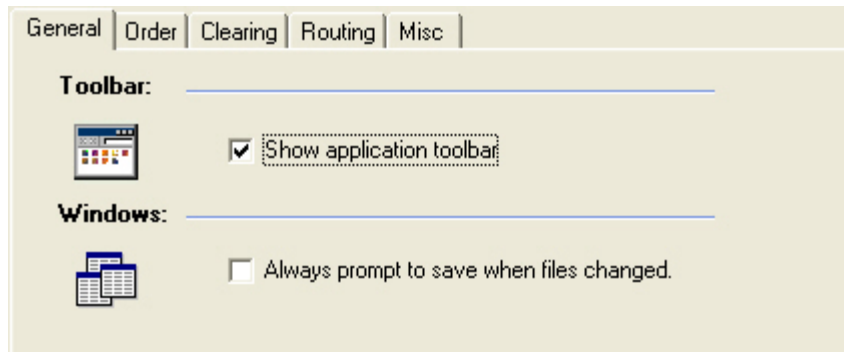 General Order Clearing Routing Misc
Toolbar:
Show application toolbar
Windows:
Always prompt to save when files changed.